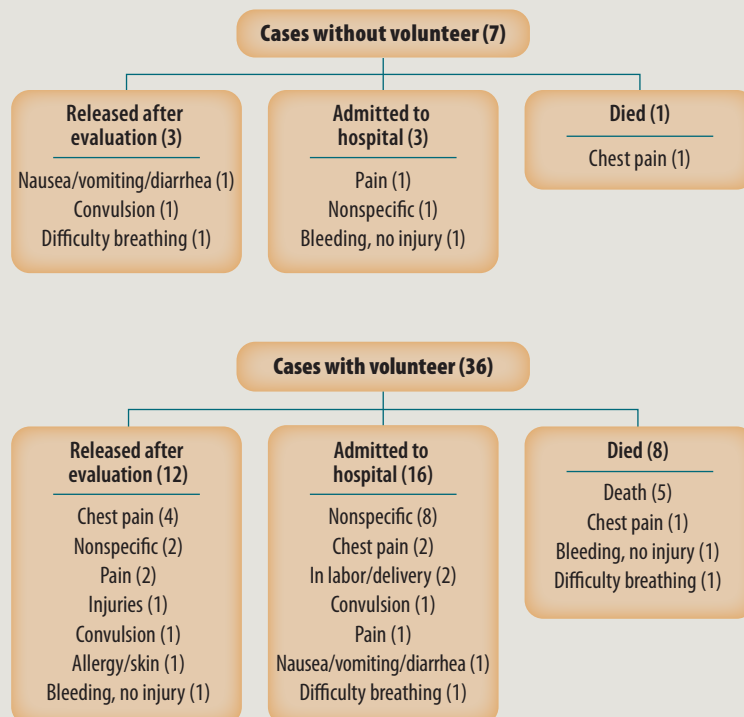 Cases without volunteer (7)
Released after
evaluation (3)
Nausea/vomiting/diarrhea (1)
Convulsion (1)
Difficulty breathing (1)
Admitted to
hospital (3)
Pain (1)
Nonspecific (1)
Bleeding, no injury (1)
Died (1)
Chest pain (1)
Cases with volunteer (36)
Released after
evaluation (12)
Chest pain (4)
Nonspecific (2)
Pain (2)
Injuries (1)
Convulsion (1)
Allergy/skin (1)
Bleeding, no injury (1)
Admitted to
hospital (16)
Nonspecific (8)
Chest pain (2)
In labor/delivery (2)
Convulsion (1)
Pain (1)
Nausea/vomiting/diarrhea (1)
Difficulty breathing (1)
Died (8)
Death (5)
Chest pain (1)
Bleeding, no injury (1)
Difficulty breathing (1)